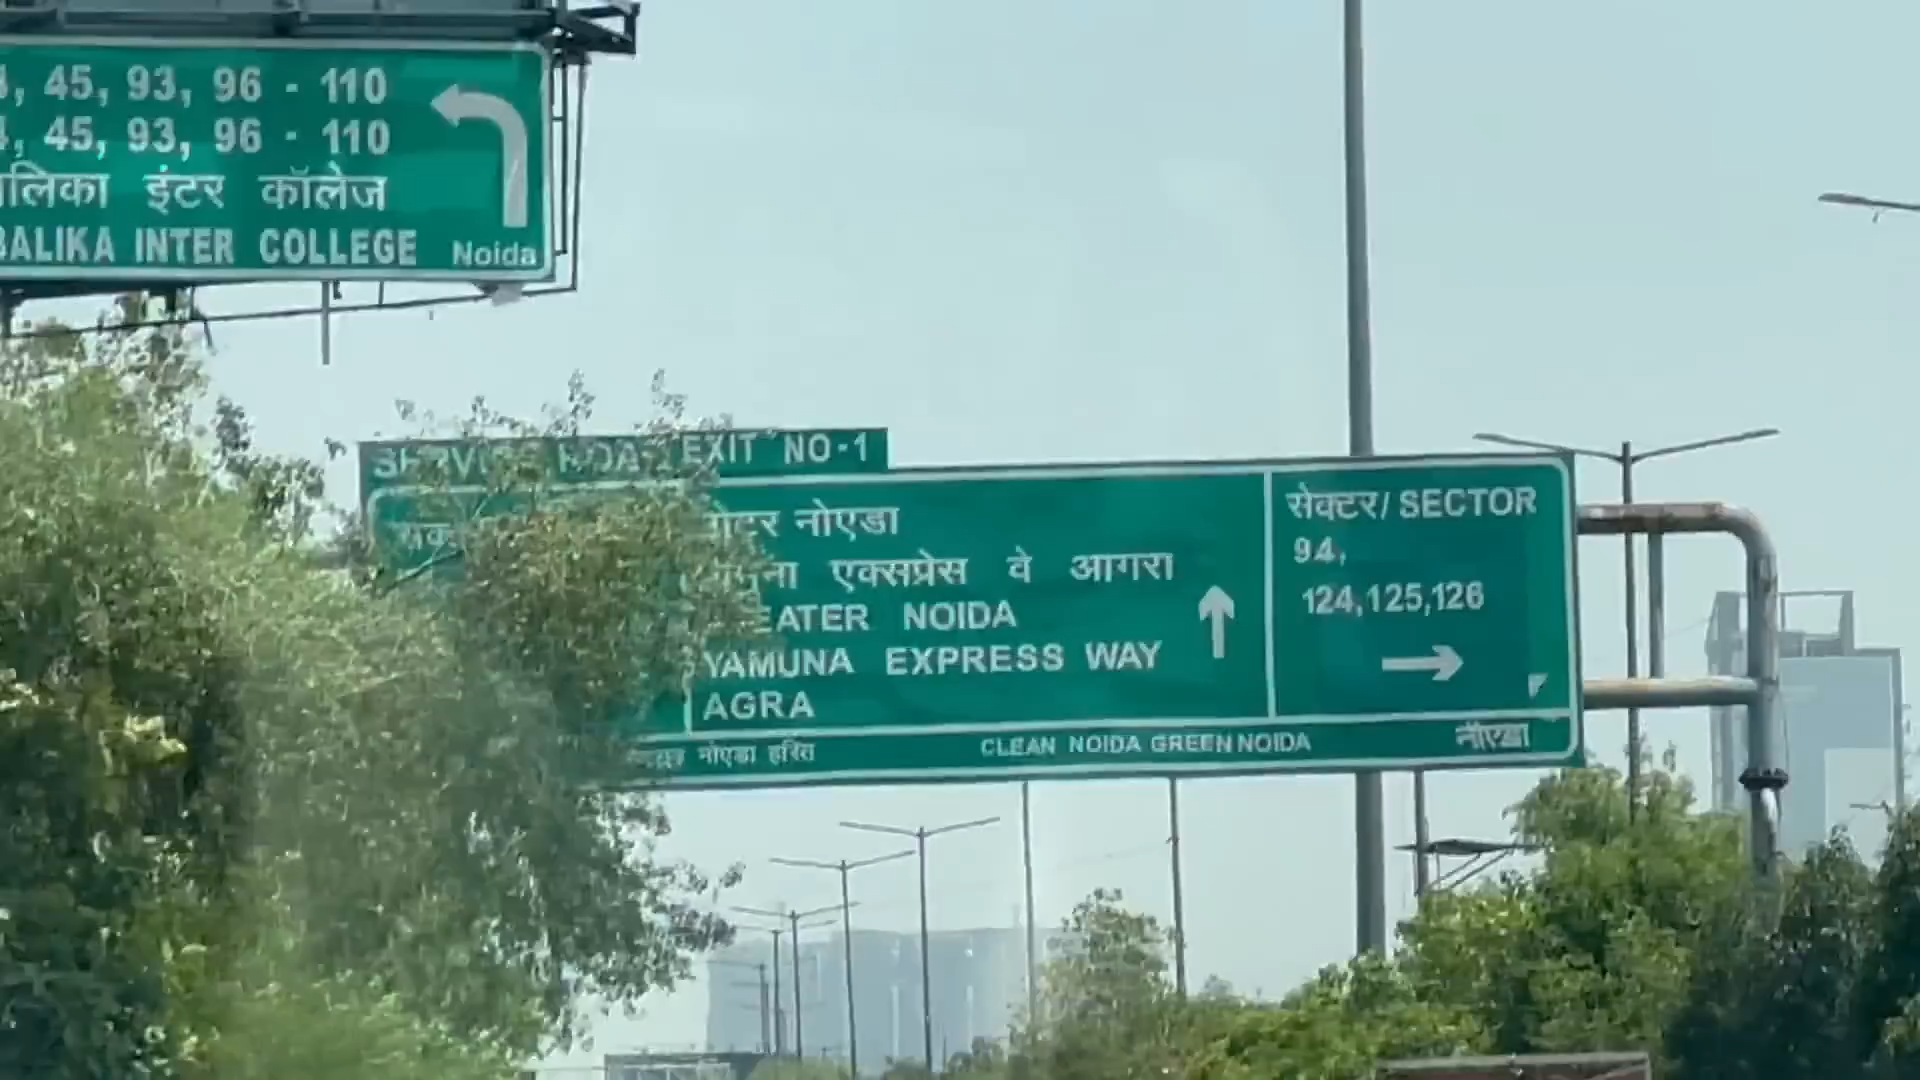 45, 93, 96 - 110
45, 93, 96 - 110
इंटर कॉलेज
BALIKA INTER COLLEGE Noida
SERVICE ROAD EXIT NO-1
नोएडा
एक्सप्रेस वे आगरा
NOIDA
YAMUNA EXPRESS WAY
AGRA
सेक्टर/ SECTOR
94,
124,125,126
नोएडा हरित CLEAN NOIDA GREEN NOIDA नौएडा